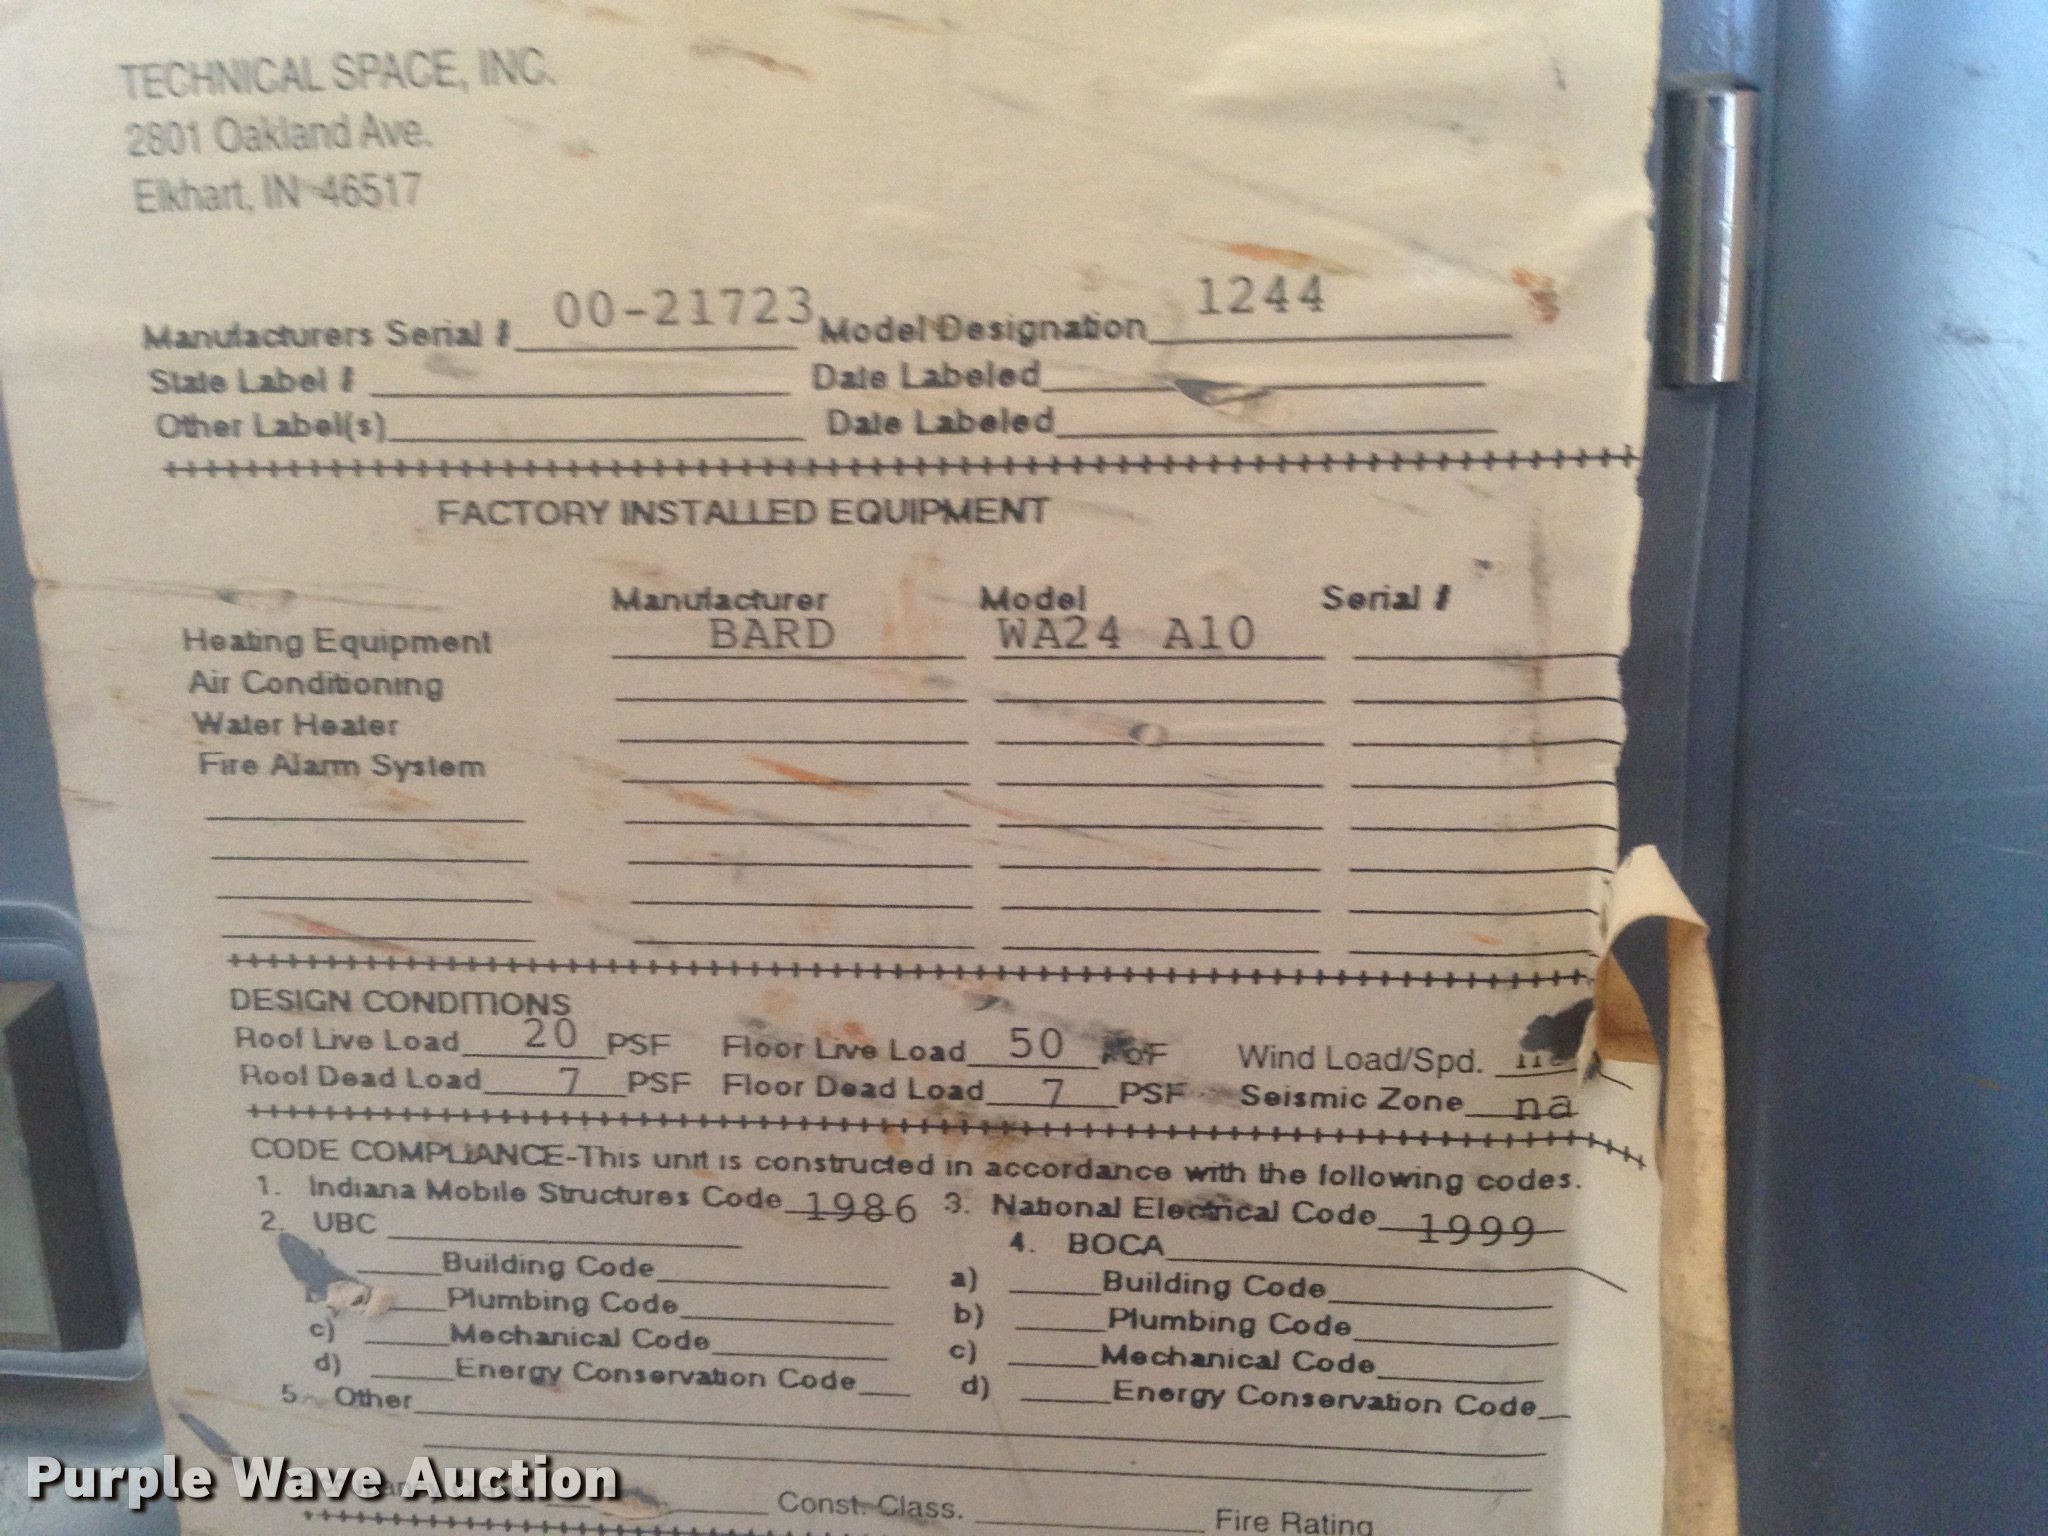 TECHNICAL SPACE, INC.
2801 Oakland Ave.
Elkhart, IN 46517
Manufacturers Serial # 00-21723 Model Designation 1244
State Label # Date Labeled
Other Label(s) Date Labeled
FACTORY INSTALLED EQUIPMENT
Manufacturer Model Serial #
Heating Equipment BARD WA24 A10
Air Conditioning
Water Heater
Fire Alarm System
DESIGN CONDITIONS
Roof Live Load 20 PSF Floor Live Load 50 Wind Load/Spd.
Roof Dead Load 7 PSF Floor Dead Load 7 PSF Seismic Zone na
CODE COMPLIANCE-This unit is constructed in accordance with the following codes.
1. Indiana Mobile Structures Code 1986 3. National Electrical Code 1999
2. UBC 4. BOCA
Building Code a) Building Code
Plumbing Code b) Plumbing Code
c) Mechanical Code c) Mechanical Code
d) Energy Conservation Code d) Energy Conservation Code
5. Other
Const. Class. Fire Rating
Purple Wave Auction